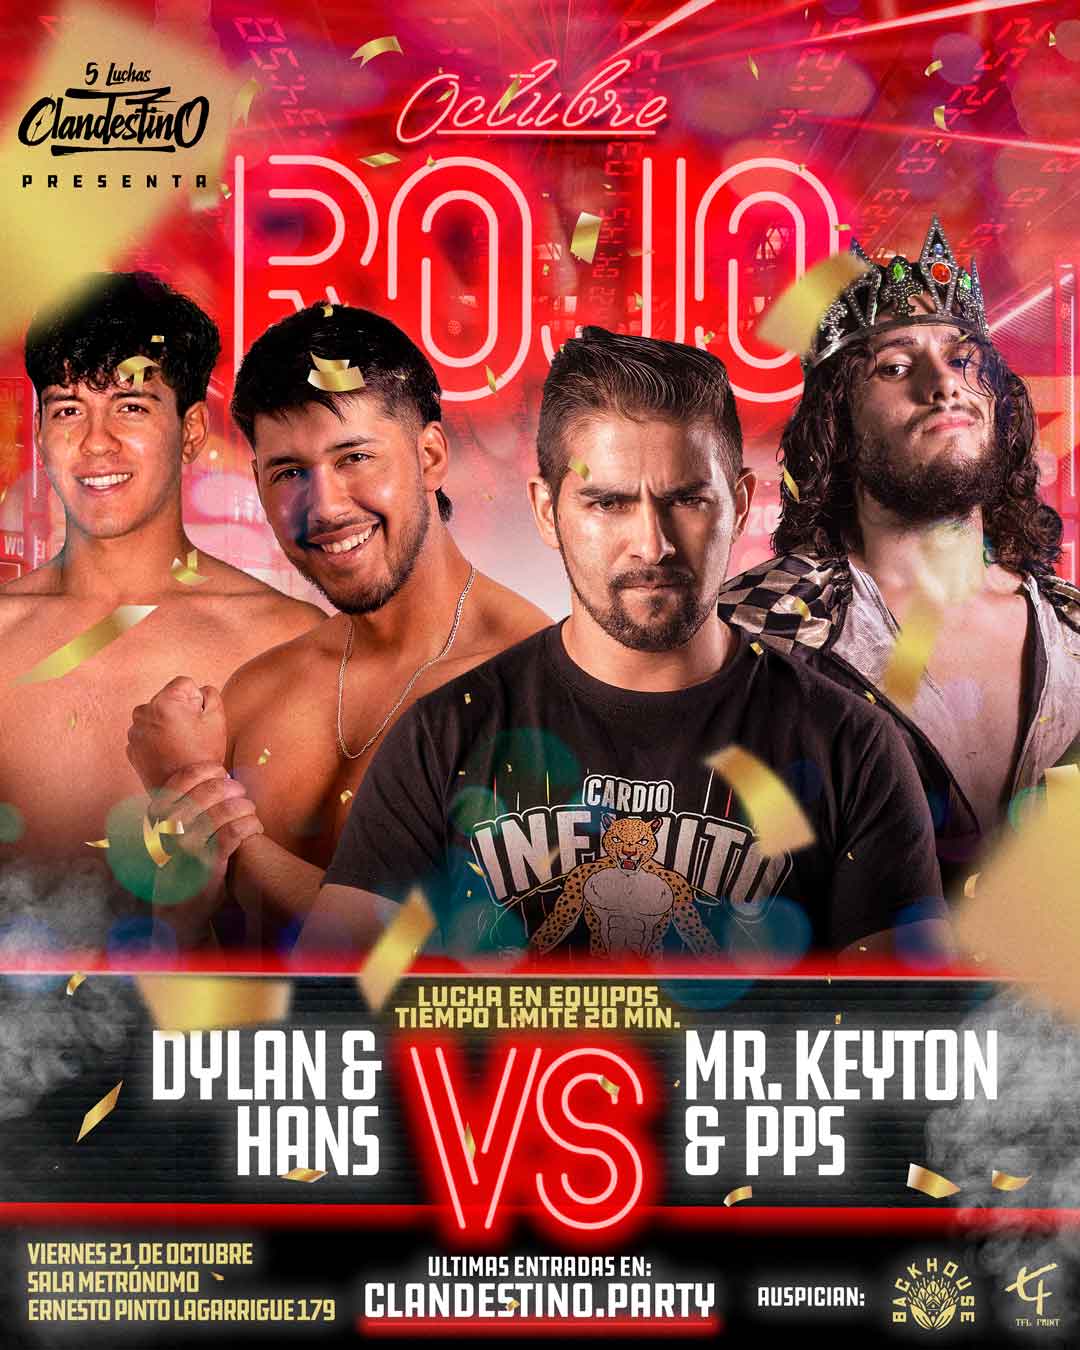 5 Luchas
Clandestino
PRESENTA
Octubre
ROJO
CARDIO
INFINITO
LUCHA EN EQUIPOS
TIEMPO LIMITE 20 MIN.
DYLAN &
HANS
VS
MR. KEYTON
& PPS
VIERNES 21 DE OCTUBRE
SALA METRÓNOMO
ERNESTO PINTO LAGARRIGUE 179
ULTIMAS ENTRADAS EN:
CLANDESTINO.PARTY
AUSPICIAN:
BACKHOUSE
TFL PRINT